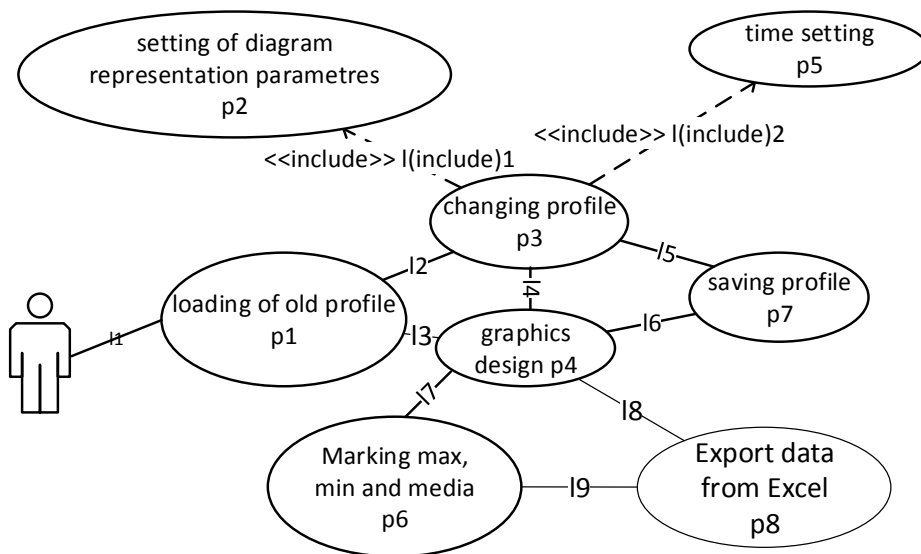 setting of diagram
representation parametres
p2
time setting
p5
<<include>> l(include)1
<<include>> l(include)2
changing profile
p3
l2
l5
l4
loading of old profile
p1
l1
saving profile
p7
l6
l3
graphics
design p4
l7
l8
Marking max,
min and media
p6
l9
Export data
from Excel
p8